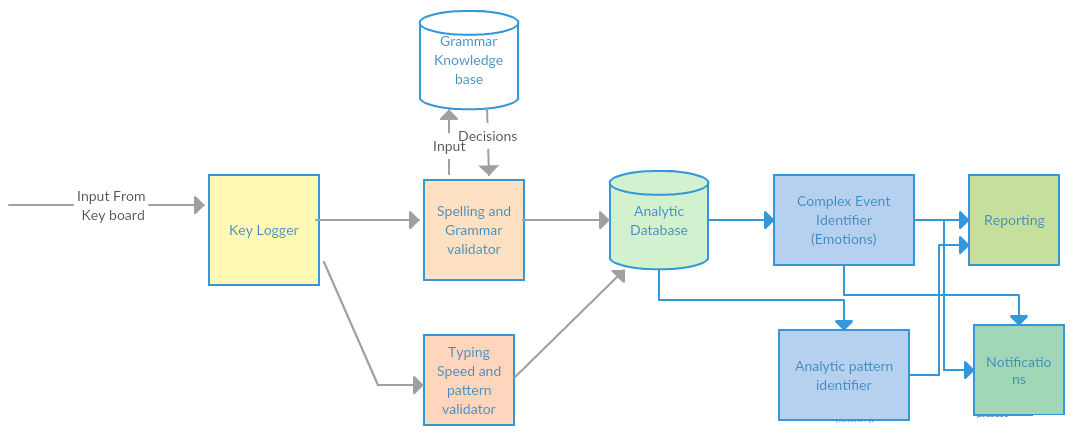 Grammar
Knowledge
base
Decisions
Input
Input From
Key board
Key Logger
Spelling and
Grammar
validator
Analytic
Database
Complex Event
Identifier
(Emotions)
Reporting
Typing
Speed and
pattern
validator
Analytic pattern
identifier
Notificatio
ns